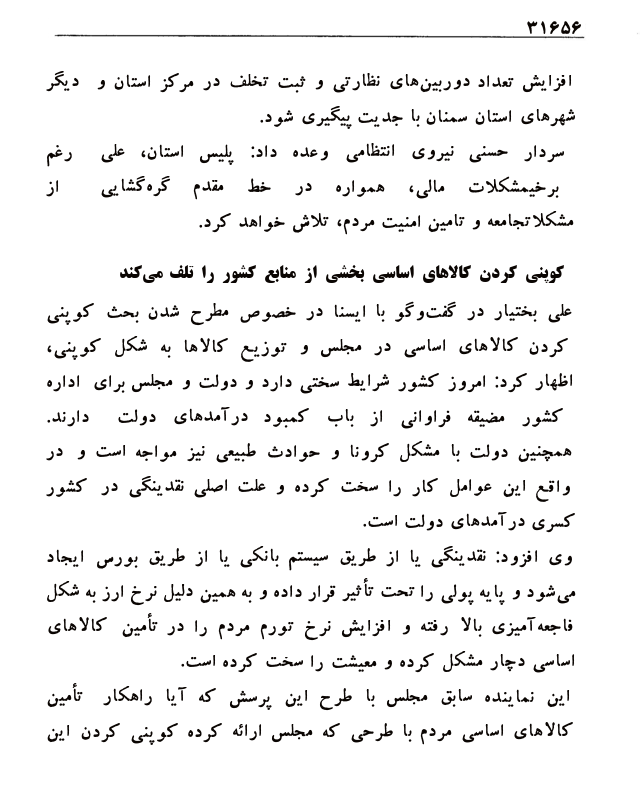 ۳۱۶۵۶
افزایش تعداد دوربین‌های نظارتی و ثبت تخلف در مرکز استان و دیگر
شهرهای استان سمنان با جدیت پیگیری شود.
سردار حسنی نیروی انتظامی وعده داد: پلیس استان، علی رغم
برخیمشکلات مالی، همواره در خط مقدم گره‌گشایی از
مشکلاتجامعه و تامین امنیت مردم، تلاش خواهد کرد.
کوپنی کردن کالاهای اساسی بخشی از منابع کشور را تلف می‌کند
علی بختیار در گفت‌وگو با ایسنا در خصوص مطرح شدن بحث کوپنی
کردن کالاهای اساسی در مجلس و توزیع کالاها به شکل کوپنی،
اظهار کرد: امروز کشور شرایط سختی دارد و دولت و مجلس برای اداره
کشور مضیقه فراوانی از باب کمبود درآمدهای دولت دارند.
همچنین دولت با مشکل کرونا و حوادث طبیعی نیز مواجه است و در
واقع این عوامل کار را سخت کرده و علت اصلی نقدینگی در کشور
کسری درآمدهای دولت است.
وی افزود: نقدینگی یا از طریق سیستم بانکی یا از طریق بورس ایجاد
می‌شود و پایه پولی را تحت تأثیر قرار داده و به همین دلیل نرخ ارز به شکل
فاجعه‌آمیزی بالا رفته و افزایش نرخ تورم مردم را در تأمین کالاهای
اساسی دچار مشکل کرده و معیشت را سخت کرده است.
این نماینده سابق مجلس با طرح این پرسش که آیا راهکار تأمین
کالاهای اساسی مردم با طرحی که مجلس ارائه کرده کوپنی کردن این